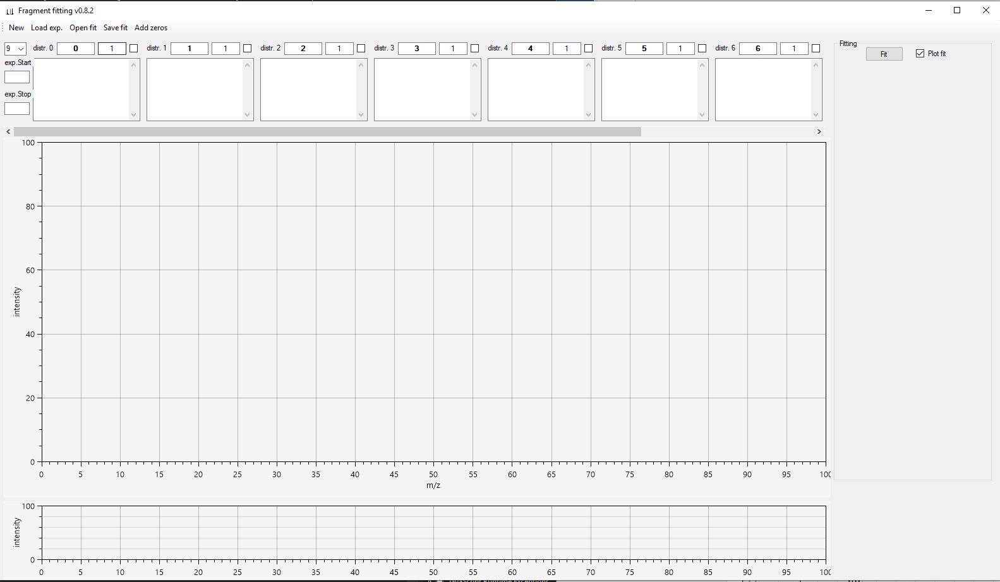 Fragment fitting v0.8.2
New Load exp. Open fit Save fit Add zeros
9 distr. 0 0 1 distr. 1 1 1 distr. 2 2 1 distr. 3 3 1 distr. 4 4 1 distr. 5 5 1 distr. 6 6 1
exp.Start
exp.Stop
Fitting
Fit Plot fit
100
80
60
40
20
0
intensity
0 5 10 15 20 25 30 35 40 45 50 55 60 65 70 75 80 85 90 95 100
m/z
100
0
intensity
0 5 10 15 20 25 30 35 40 45 50 55 60 65 70 75 80 85 90 95 100